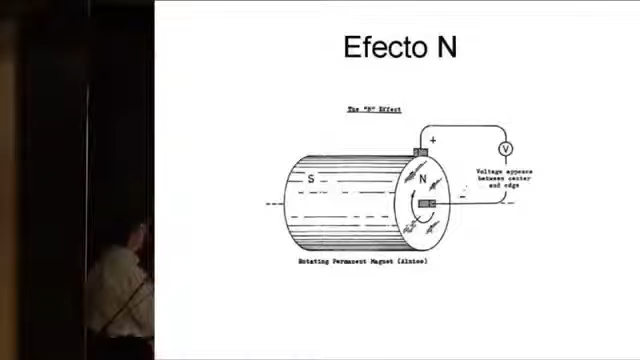 Efecto N
The "N" Effect
+
V
Voltage appears
between center
and edge
S
N
-
Rotating Permanent Magnet (Alnico)